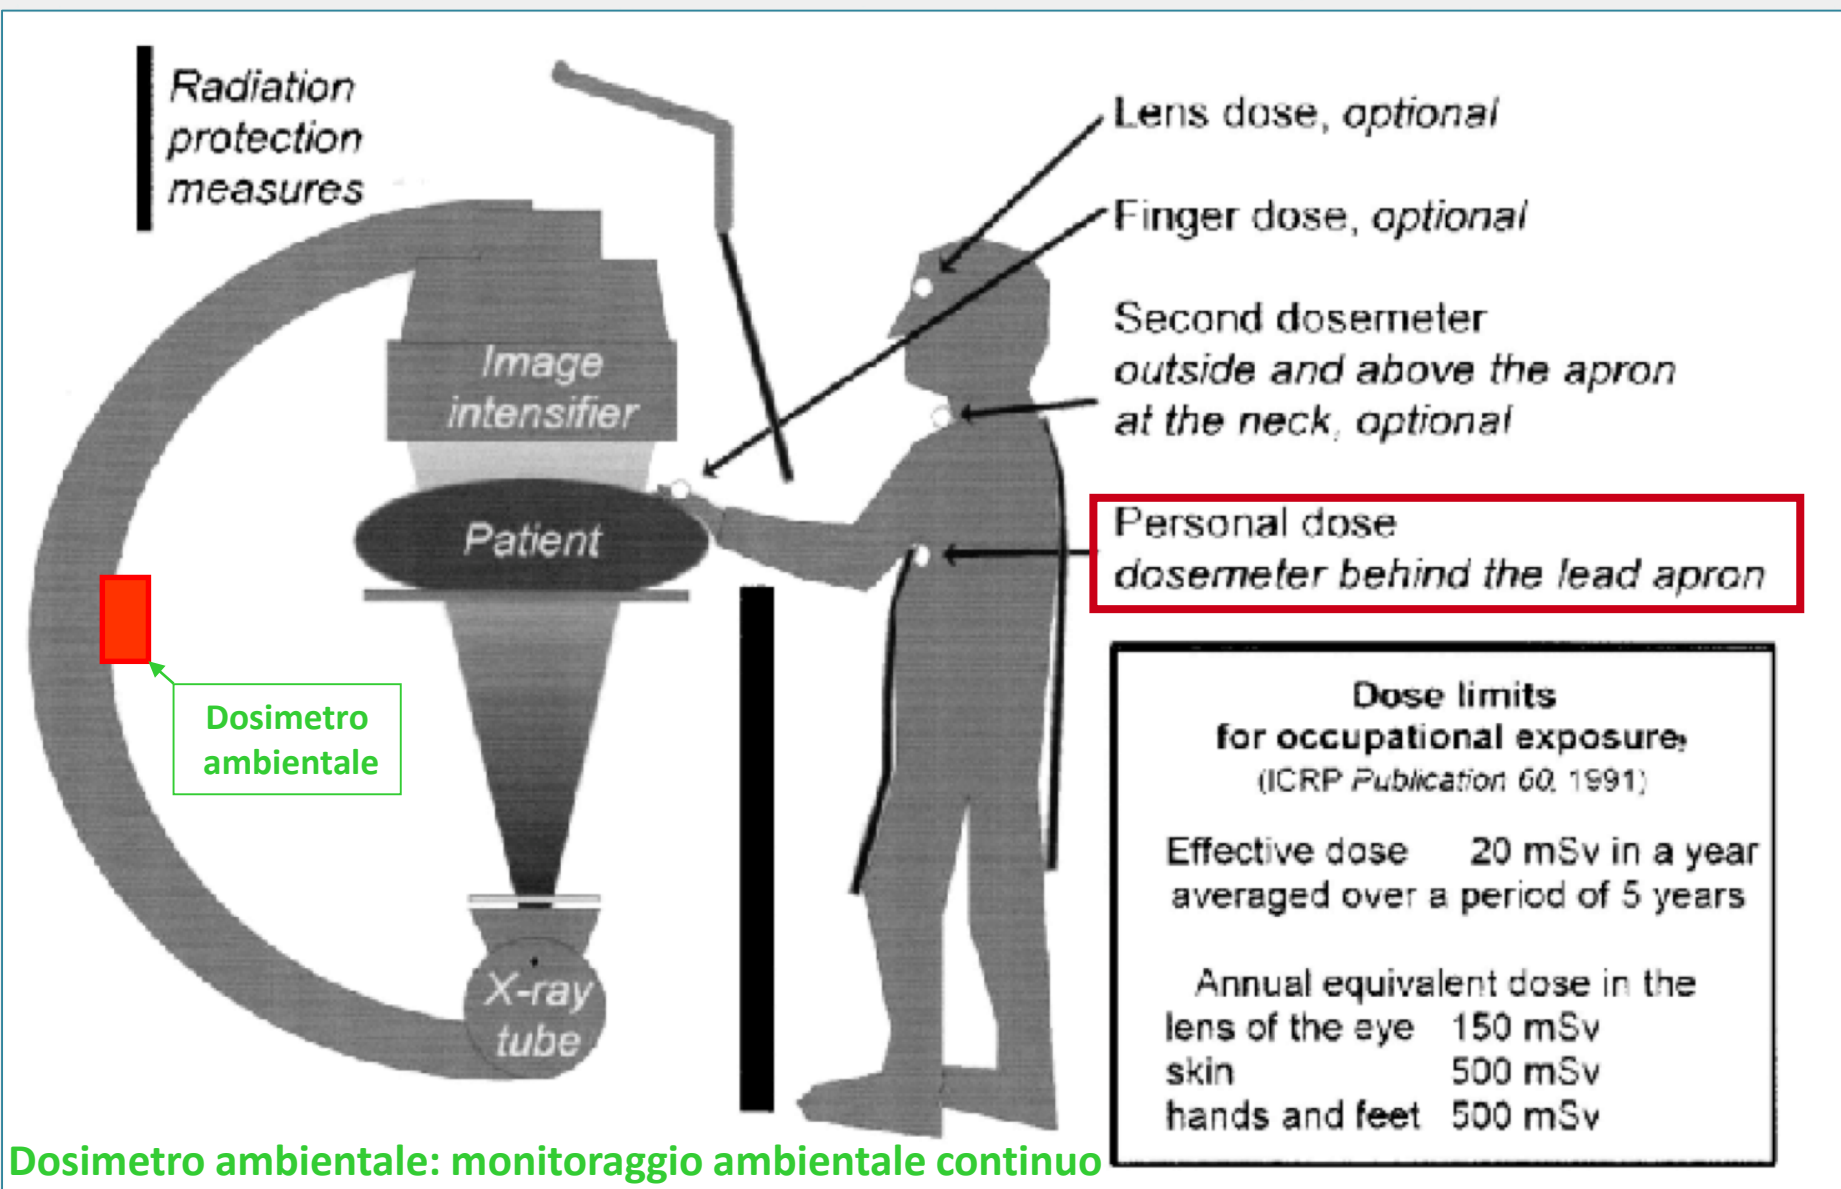 Radiation
protection
measures
Lens dose, optional
Finger dose, optional
Second dosemeter
outside and above the apron
at the neck, optional
Image
intensifier
Patient
Personal dose
dosemeter behind the lead apron
Dosimetro
ambientale
X-ray
tube
Dose limits
for occupational exposure,
(ICRP Publication 60, 1991)
Effective dose 20 mSv in a year
averaged over a period of 5 years
Annual equivalent dose in the
lens of the eye 150 mSv
skin 500 mSv
hands and feet 500 mSv
Dosimetro ambientale: monitoraggio ambientale continuo